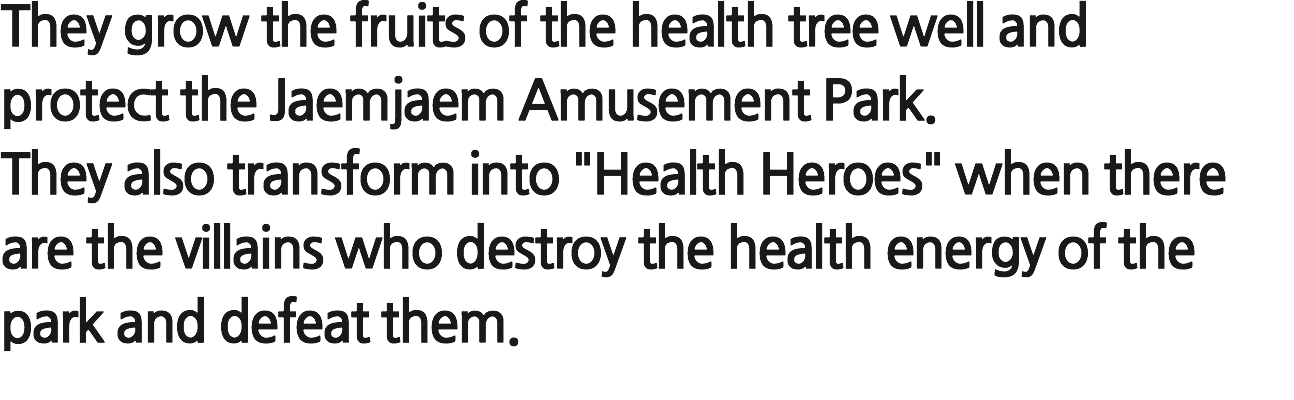 They grow the fruits of the health tree well and
protect the Jaemjaem Amusement Park.
They also transform into "Health Heroes" when there
are the villains who destroy the health energy of the
park and defeat them.